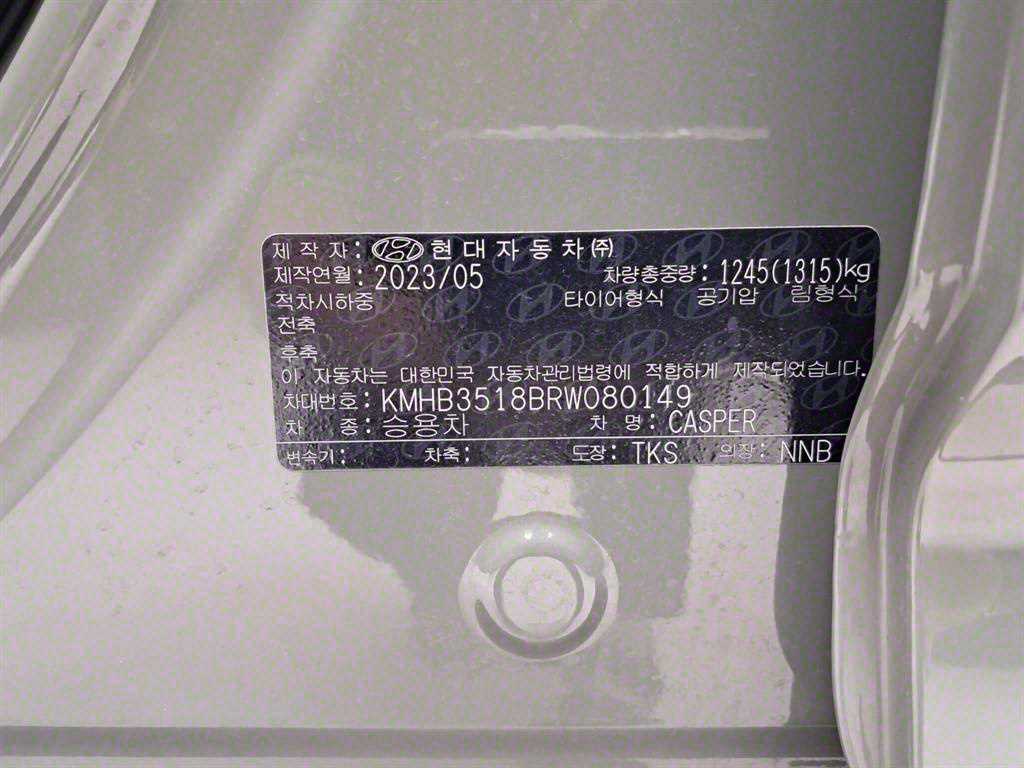 제 작 자 : 현대자동차㈜
제작연월 : 2023/05 차량총중량 : 1245(1315)kg
적차시하중 타이어형식 공기압 림형식
전축
후축
이 자동차는 대한민국 자동차관리법령에 적합하게 제작되었습니다.
차대번호 : KMHB3518BRW080149
차 종 : 승용차 차 명 : CASPER
변속기 : 차축 : 도장 : TKS 외장 : NNB